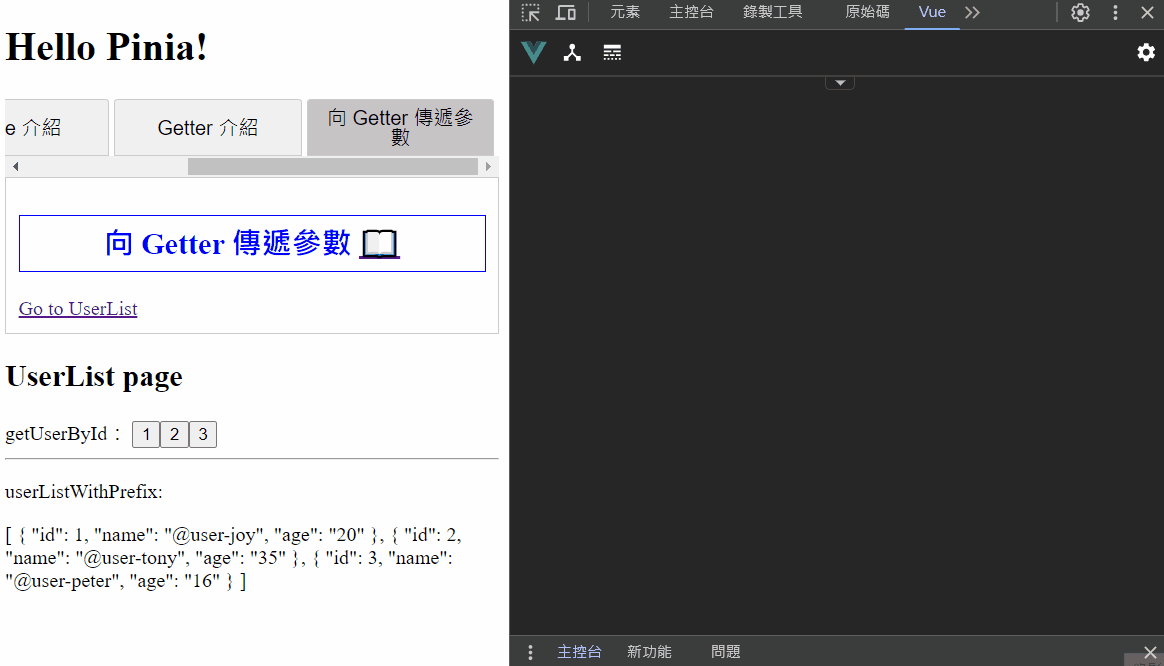 Hello Pinia!
e 介紹
Getter 介紹
向 Getter 傳遞參
數
向 Getter 傳遞參數
Go to UserList
UserList page
getUserById： 1 2 3
userListWithPrefix:
[ { "id": 1, "name": "@user-joy", "age": "20" }, { "id": 2,
"name": "@user-tony", "age": "35" }, { "id": 3, "name":
"@user-peter", "age": "16" } ]
元素 主控台 錄製工具 原始碼 Vue
主控台 新功能 問題